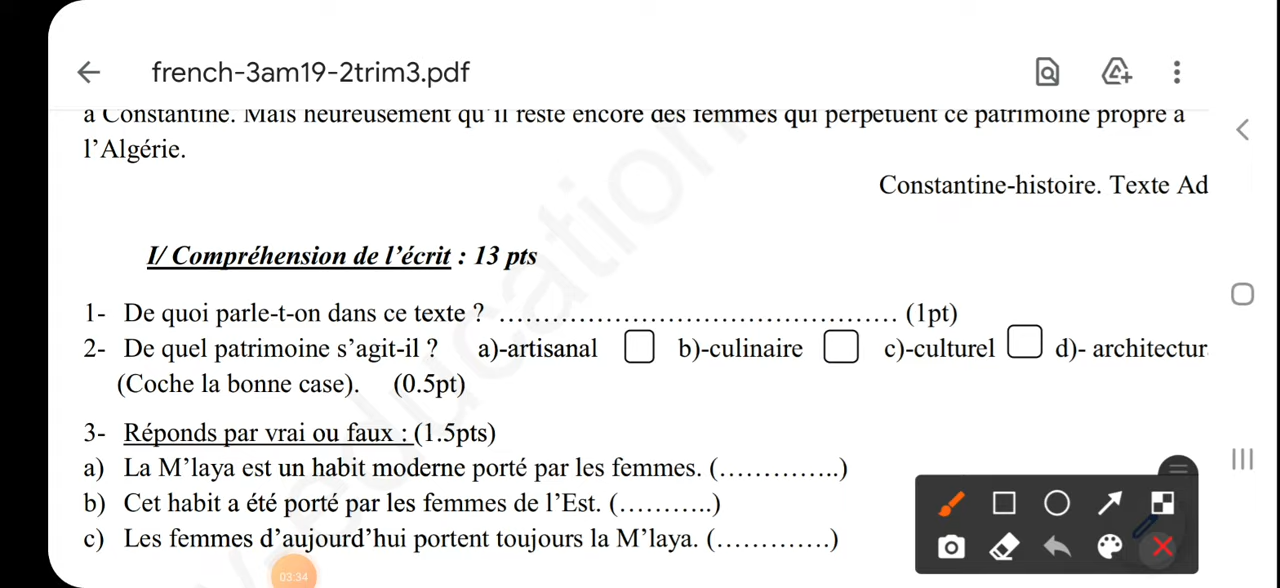 french-3am19-2trim3.pdf
à Constantine. Mais heureusement qu'il reste encore des femmes qui perpétuent ce patrimoine propre à
l'Algérie.
Constantine-histoire. Texte Ad
I/ Compréhension de l'écrit : 13 pts
1- De quoi parle-t-on dans ce texte ? ............................................ (1pt)
2- De quel patrimoine s'agit-il ? a)-artisanal b)-culinaire c)-culturel d)- architectur
(Coche la bonne case). (0.5pt)
3- Réponds par vrai ou faux : (1.5pts)
a) La M'laya est un habit moderne porté par les femmes. (..............)
b) Cet habit a été porté par les femmes de l'Est. (...........)
c) Les femmes d'aujourd'hui portent toujours la M'laya. (.............)
03:34
education